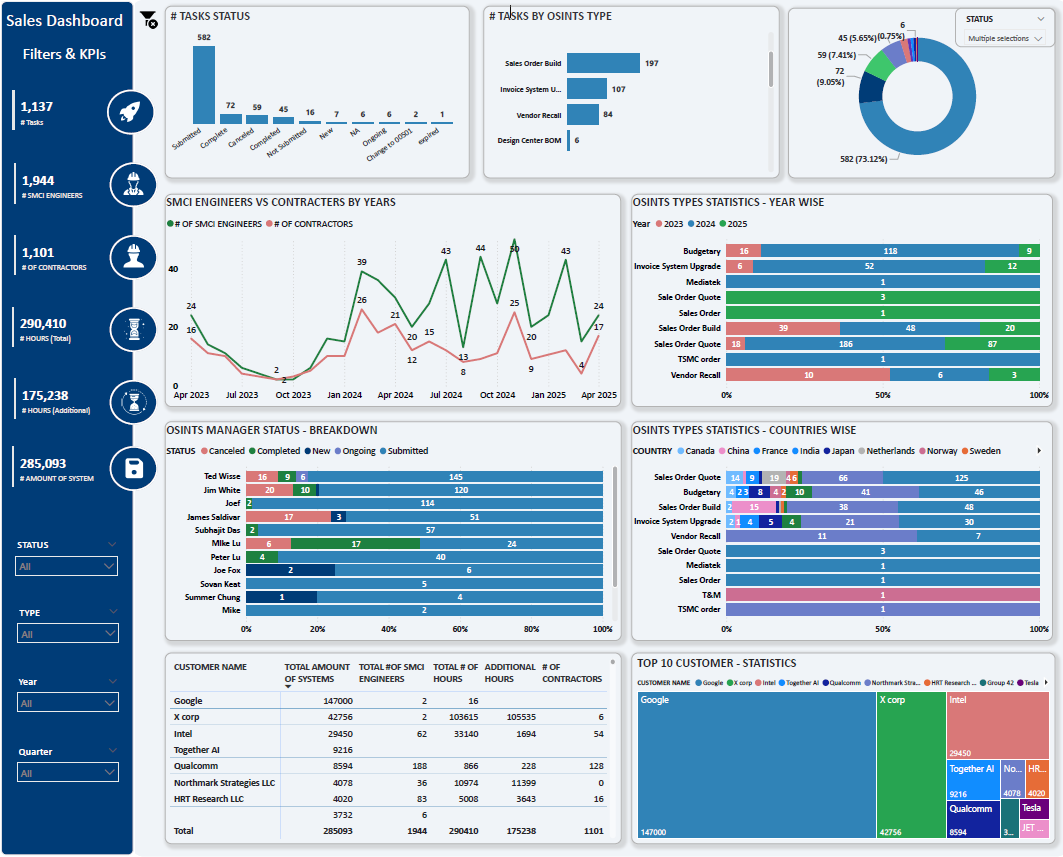 Sales Dashboard
Filters & KPIs
1,137
# Tasks
1,944
# SMCI ENGINEERS
1,101
# OF CONTRACTORS
290,410
# HOURS (Total)
175,238
# HOURS (Additional)
285,093
# AMOUNT OF SYSTEM
STATUS
All
TYPE
All
Year
All
Quarter
All
# TASKS STATUS
582
72
59
45
16
7
6
6
2
1
Submitted
Complete
Canceled
Completed
Not Submitted
New
NA
Ongoing
Change to 00501
expired
# TASKS BY OSINTS TYPE
Sales Order Build 197
Invoice System U... 107
Vendor Recall 84
Design Center BOM 6
STATUS
Multiple selections
6
(0.75%)
45 (5.65%)
59 (7.41%)
72
(9.05%)
582 (73.12%)
SMCI ENGINEERS VS CONTRACTERS BY YEARS
# OF SMCI ENGINEERS # OF CONTRACTORS
40
20
0
24
16
2
2
39
26
21
20
12
15
43
13
8
44
50
25
20
9
43
4
24
17
Apr 2023 Jul 2023 Oct 2023 Jan 2024 Apr 2024 Jul 2024 Oct 2024 Jan 2025 Apr 2025
OSINTS TYPES STATISTICS - YEAR WISE
Year 2023 2024 2025
Budgetary 16 118 9
Invoice System Upgrade 6 52 12
Mediatek 1
Sale Order Quote 3
Sales Order 1
Sales Order Build 39 48 20
Sales Order Quote 18 186 87
TSMC order 1
Vendor Recall 10 6 3
0% 50% 100%
OSINTS MANAGER STATUS - BREAKDOWN
STATUS Canceled Completed New Ongoing Submitted
Ted Wisse 16 9 6 145
Jim White 20 10 120
Joef 2 114
James Saldivar 17 3 51
Subhajit Das 2 57
Mike Lu 6 17 24
Peter Lu 4 40
Joe Fox 2 6
Sovan Keat 5
Summer Chung 1 4
Mike 2
0% 20% 40% 60% 80% 100%
OSINTS TYPES STATISTICS - COUNTRIES WISE
COUNTRY Canada China France India Japan Netherlands Norway Sweden
Sales Order Quote 14 9 19 4 6 66 125
Budgetary 4 2 3 8 4 2 10 41 46
Sales Order Build 2 15 38 48
Invoice System Upgrade 2 1 4 5 4 21 30
Vendor Recall 11 7
Sale Order Quote 3
Mediatek 1
Sales Order 1
T&M 1
TSMC order 1
0% 50% 100%
CUSTOMER NAME TOTAL AMOUNT OF SYSTEMS TOTAL #OF SMCI ENGINEERS TOTAL # OF HOURS ADDITIONAL HOURS # OF CONTRACTORS
Google 147000 2 16
X corp 42756 2 103615 105535 6
Intel 29450 62 33140 1694 54
Together AI 9216
Qualcomm 8594 188 866 228 128
Northmark Strategies LLC 4078 36 10974 11399 0
HRT Research LLC 4020 83 5008 3643 16
3732 6
Total 285093 1944 290410 175238 1101
TOP 10 CUSTOMER - STATISTICS
CUSTOMER NAME Google X corp Intel Together AI Qualcomm Northmark Stra... HRT Research ... Group 42 Tesla
Google
147000
X corp
42756
Intel
29450
Together AI
9216
Qualcomm
8594
No...
4078
HR...
4020
3...
Tesla
JET ...